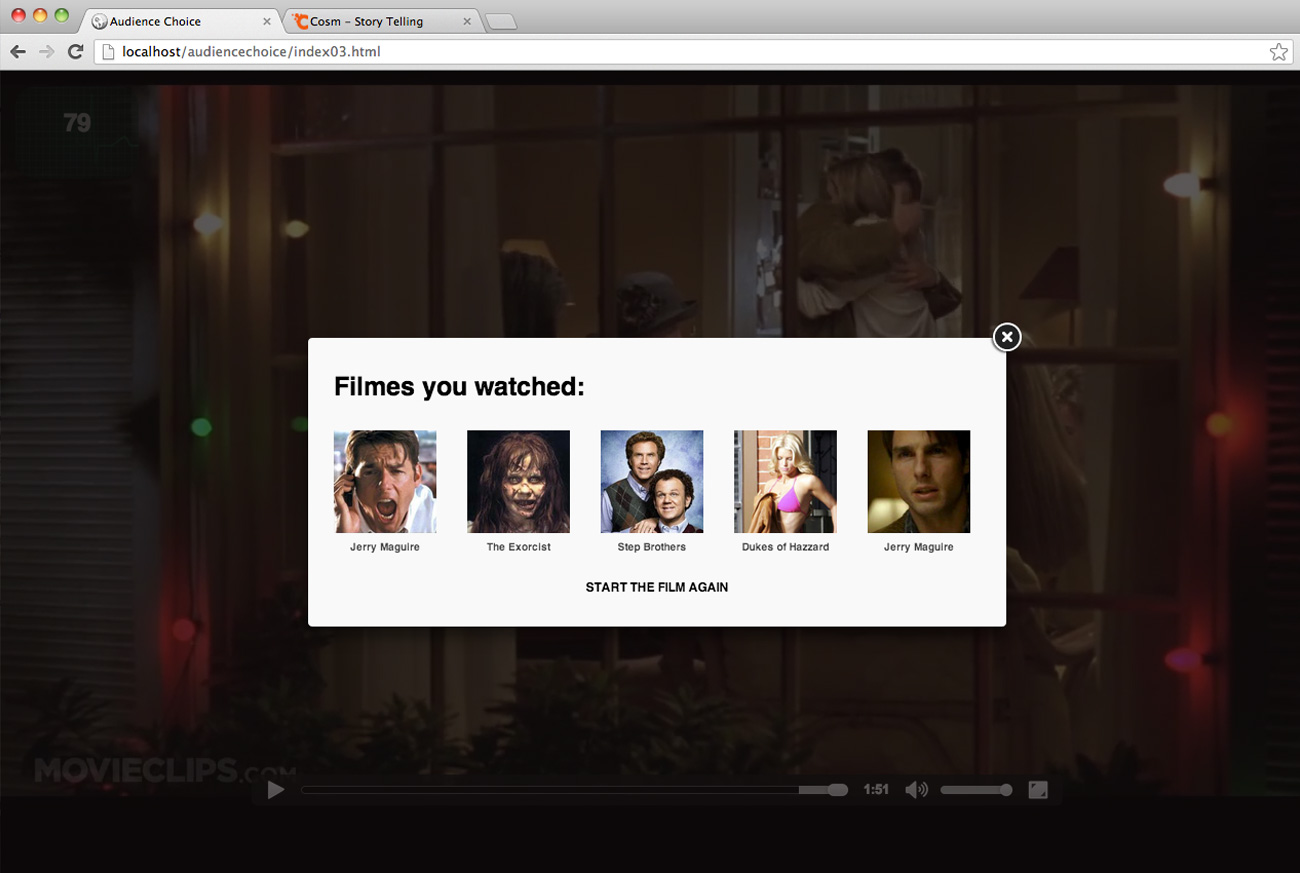 Audience Choice
Cosm – Story Telling
localhost/audiencechoice/index03.html
79
Filmes you watched:
Jerry Maguire
The Exorcist
Step Brothers
Dukes of Hazzard
Jerry Maguire
START THE FILM AGAIN
MOVIECLIPS.COM
1:51